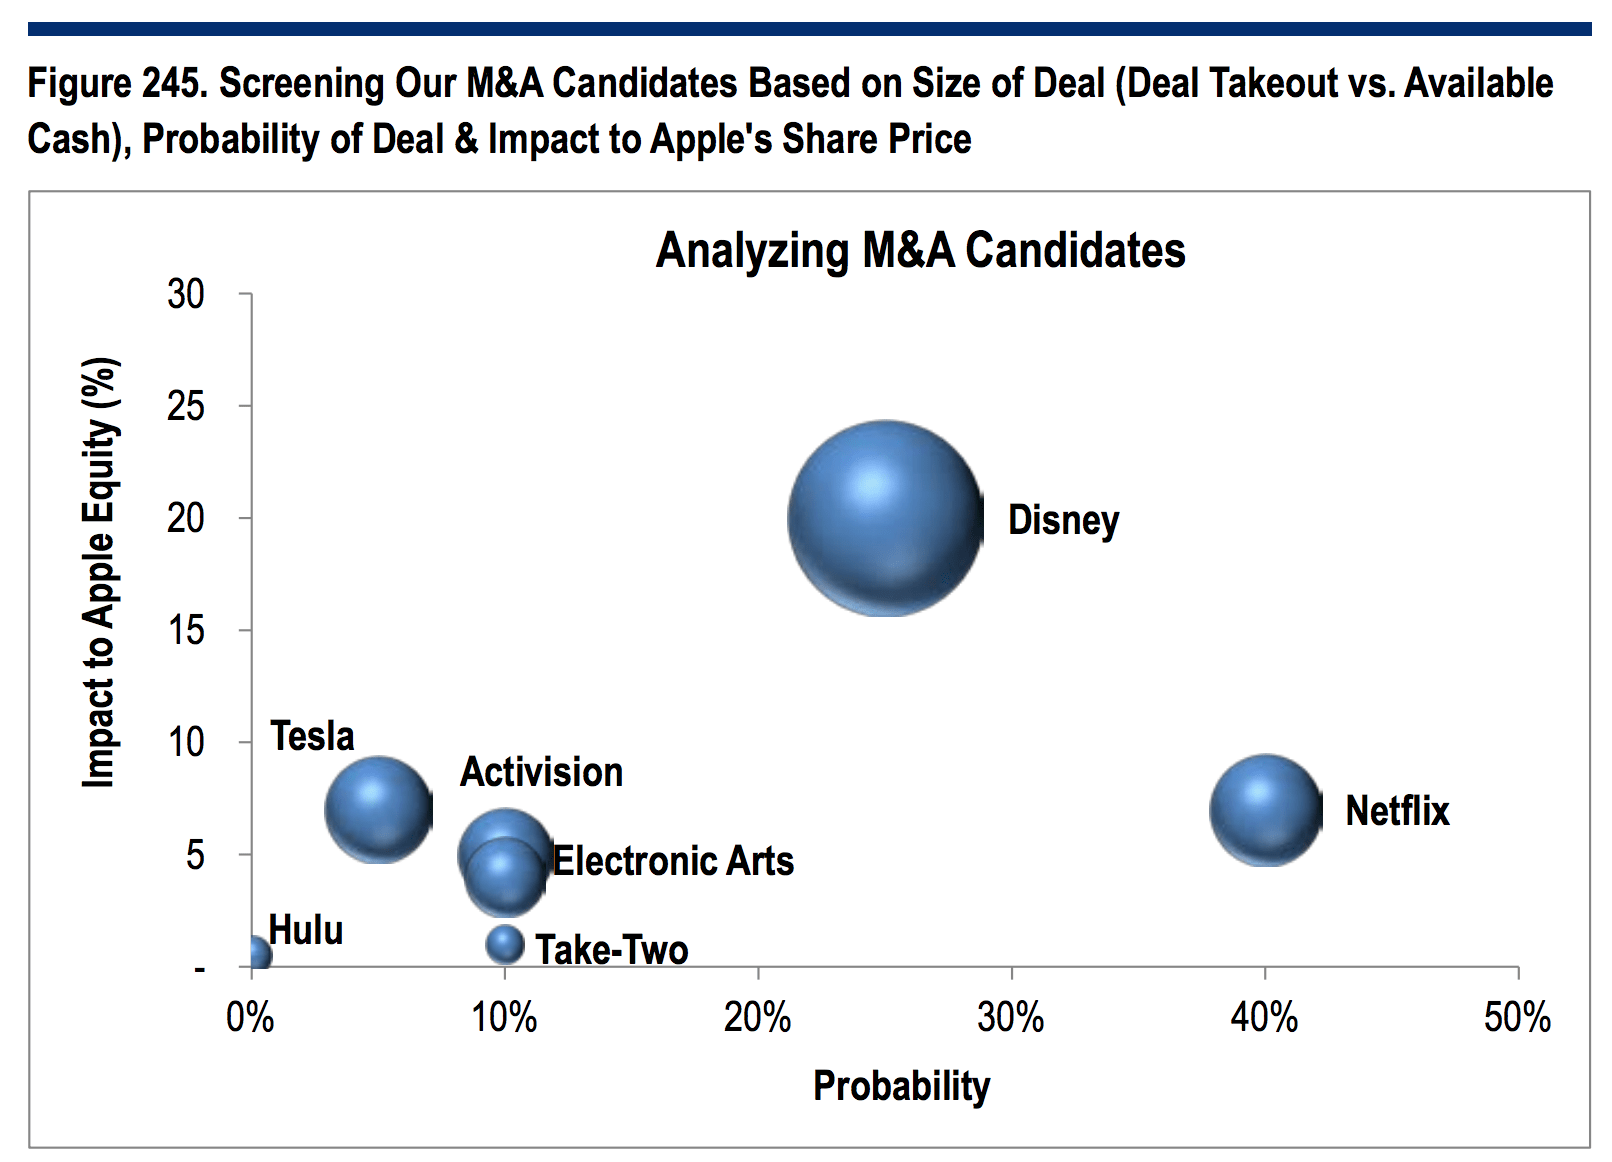 Figure 245. Screening Our M&A Candidates Based on Size of Deal (Deal Takeout vs. Available
Cash), Probability of Deal & Impact to Apple's Share Price
Analyzing M&A Candidates
Impact to Apple Equity (%)
30
25
20
15
10
5
-
Disney
Tesla
Activision
Netflix
Electronic Arts
Hulu
Take-Two
0%
10%
20%
30%
40%
50%
Probability